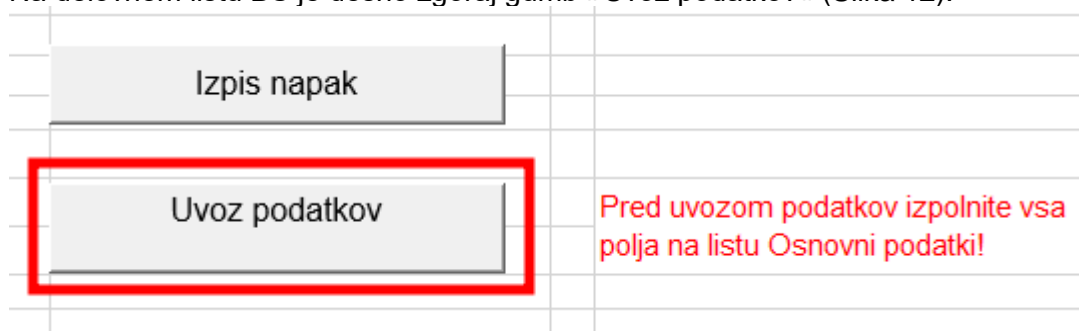 Izpis napak
Uvoz podatkov
Pred uvozom podatkov izpolnite vsa
polja na listu Osnovni podatki!